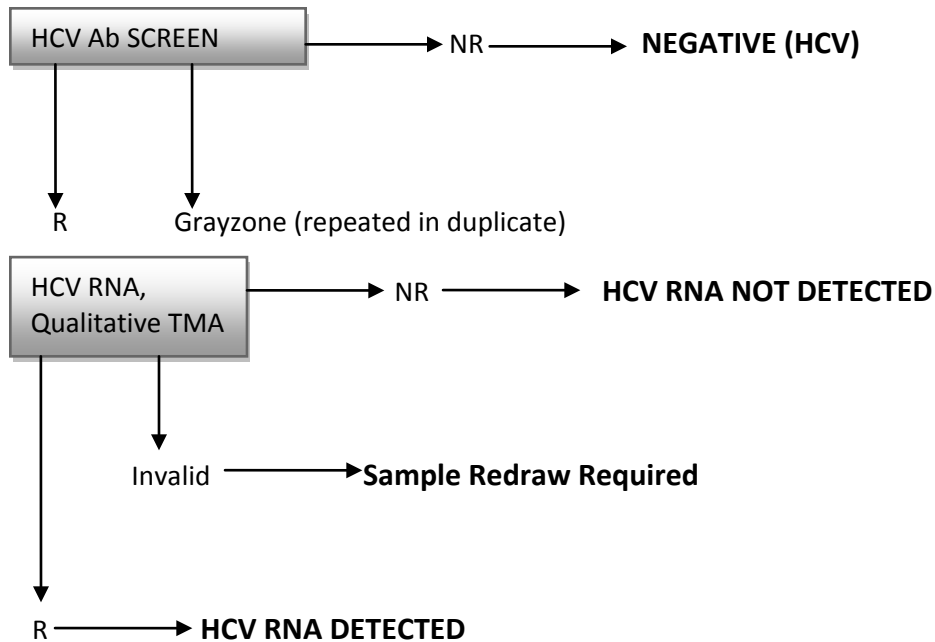 HCV Ab SCREEN
NR
NEGATIVE (HCV)
R
Grayzone (repeated in duplicate)
HCV RNA,
Qualitative TMA
NR
HCV RNA NOT DETECTED
Invalid
Sample Redraw Required
R
HCV RNA DETECTED